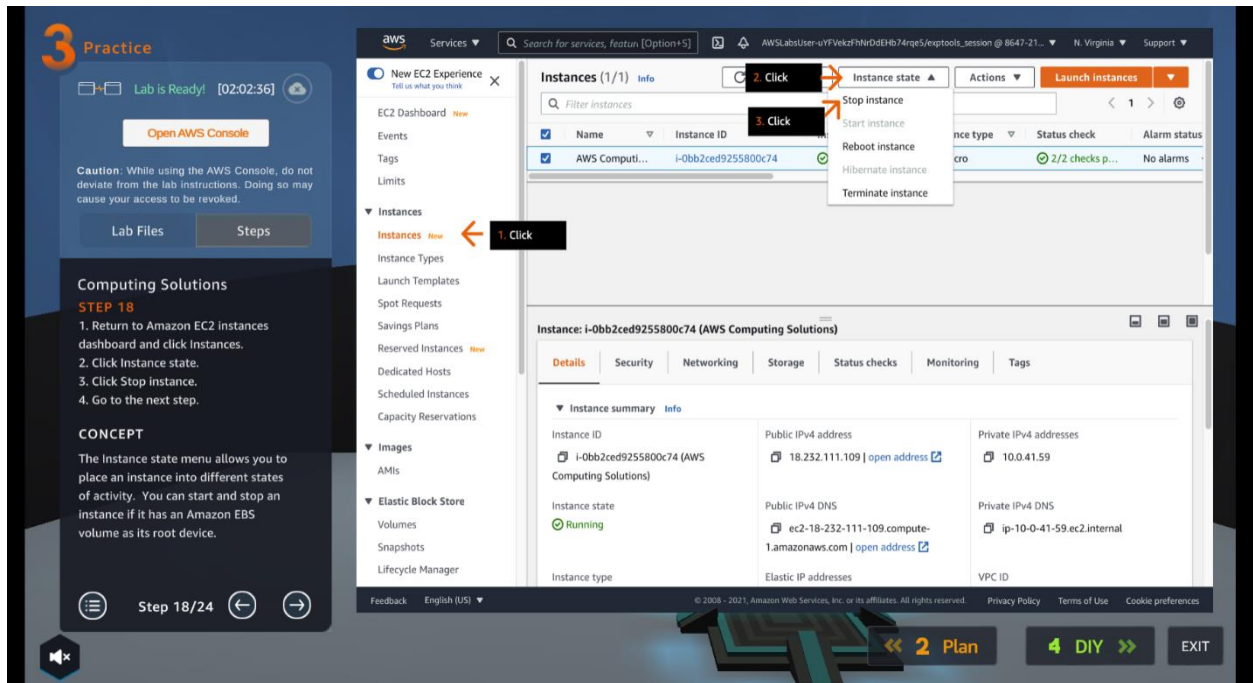 3 Practice
Lab is Ready! [02:02:36]
Open AWS Console
Caution: While using the AWS Console, do not
deviate from the lab instructions. Doing so may
cause your access to be revoked.
Lab Files Steps
Computing Solutions
STEP 18
1. Return to Amazon EC2 instances
dashboard and click Instances.
2. Click Instance state.
3. Click Stop instance.
4. Go to the next step.
CONCEPT
The Instance state menu allows you to
place an instance into different states
of activity. You can start and stop an
instance if it has an Amazon EBS
volume as its root device.
Step 18/24
aws Services Search for services, featun [Option+S] AWSLabsUser-uYFVekzFhNrDdEHb74rqe5/exptools_session @ 8647-21... N. Virginia Support
New EC2 Experience
Tell us what you think
EC2 Dashboard New
Events
Tags
Limits
Instances
Instances New
Instance Types
Launch Templates
Spot Requests
Savings Plans
Reserved Instances New
Dedicated Hosts
Scheduled Instances
Capacity Reservations
Images
AMIs
Elastic Block Store
Volumes
Snapshots
Lifecycle Manager
1. Click
Instances (1/1) Info C 2. Click Instance state Actions Launch instances
Filter instances 1
3. Click
Stop instance
Start instance
Reboot instance
Hibernate instance
Terminate instance
Name Instance ID nce type Status check Alarm status
AWS Computi... i-0bb2ced9255800c74 cro 2/2 checks p... No alarms
Instance: i-0bb2ced9255800c74 (AWS Computing Solutions)
Details Security Networking Storage Status checks Monitoring Tags
Instance summary Info
Instance ID Public IPv4 address Private IPv4 addresses
i-0bb2ced9255800c74 (AWS 18.232.111.109 | open address 10.0.41.59
Computing Solutions)
Instance state Public IPv4 DNS Private IPv4 DNS
Running ec2-18-232-111-109.compute- ip-10-0-41-59.ec2.internal
1.amazonaws.com | open address
Instance type Elastic IP addresses VPC ID
Feedback English (US) © 2008 - 2021, Amazon Web Services, Inc. or its affiliates. All rights reserved. Privacy Policy Terms of Use Cookie preferences
2 Plan 4 DIY EXIT